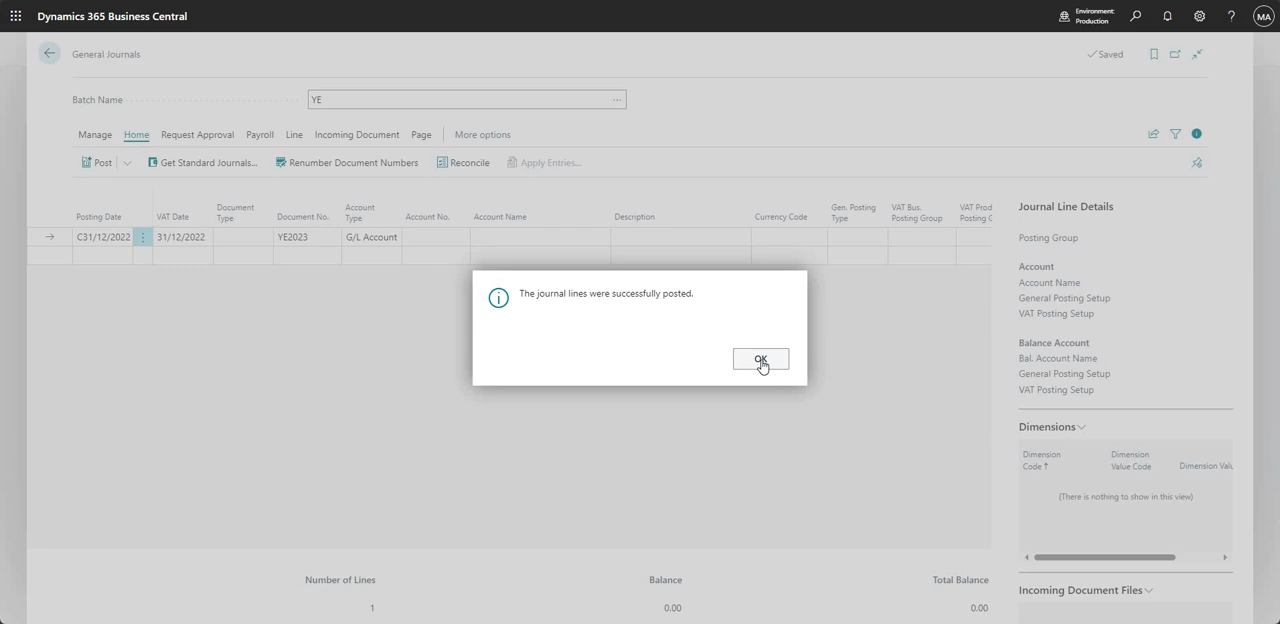 Dynamics 365 Business Central
Environment:
Production
MA
General Journals
Saved
Batch Name
YE
Manage Home Request Approval Payroll Line Incoming Document Page More options
Post Get Standard Journals... Renumber Document Numbers Reconcile Apply Entries...
Posting Date VAT Date Document Type Document No. Account Type Account No. Account Name Description Currency Code Gen. Posting Type VAT Bus. Posting Group VAT Prod Posting G
C31/12/2022 31/12/2022 YE2023 G/L Account
The journal lines were successfully posted.
OK
Number of Lines Balance Total Balance
1 0.00 0.00
Journal Line Details
Posting Group
Account
Account Name
General Posting Setup
VAT Posting Setup
Balance Account
Bal. Account Name
General Posting Setup
VAT Posting Setup
Dimensions
Dimension Code ↑ Dimension Value Code Dimension Valu
(There is nothing to show in this view)
Incoming Document Files